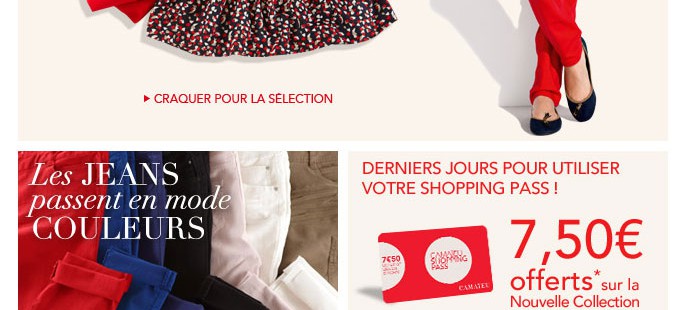 CRAQUER POUR LA SÉLECTION
Les JEANS
passent en mode
COULEURS
DERNIERS JOURS POUR UTILISER
VOTRE SHOPPING PASS !
7€50
CAMAÏEU
SHOPPING
PASS
CAMAIEU
7,50€
offerts* sur la
Nouvelle Collection